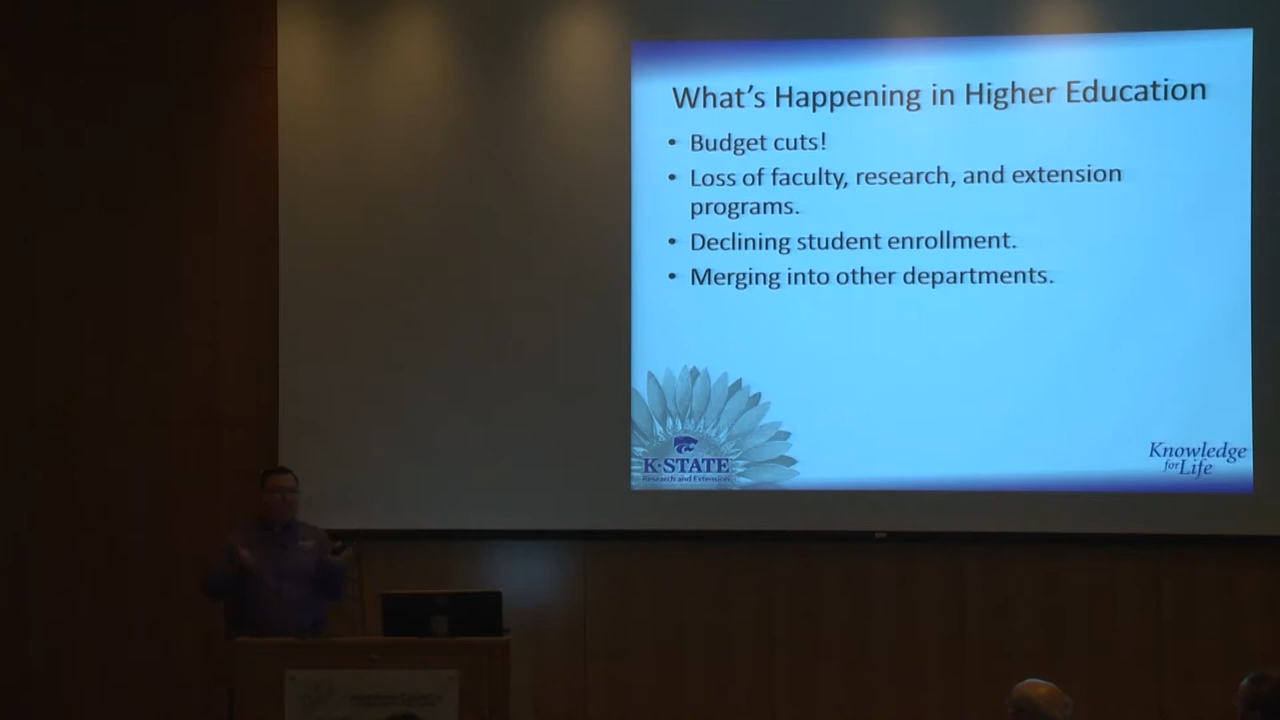 What's Happening in Higher Education
• Budget cuts!
• Loss of faculty, research, and extension
programs.
• Declining student enrollment.
• Merging into other departments.
K-STATE
Research and Extension
Knowledge
for Life